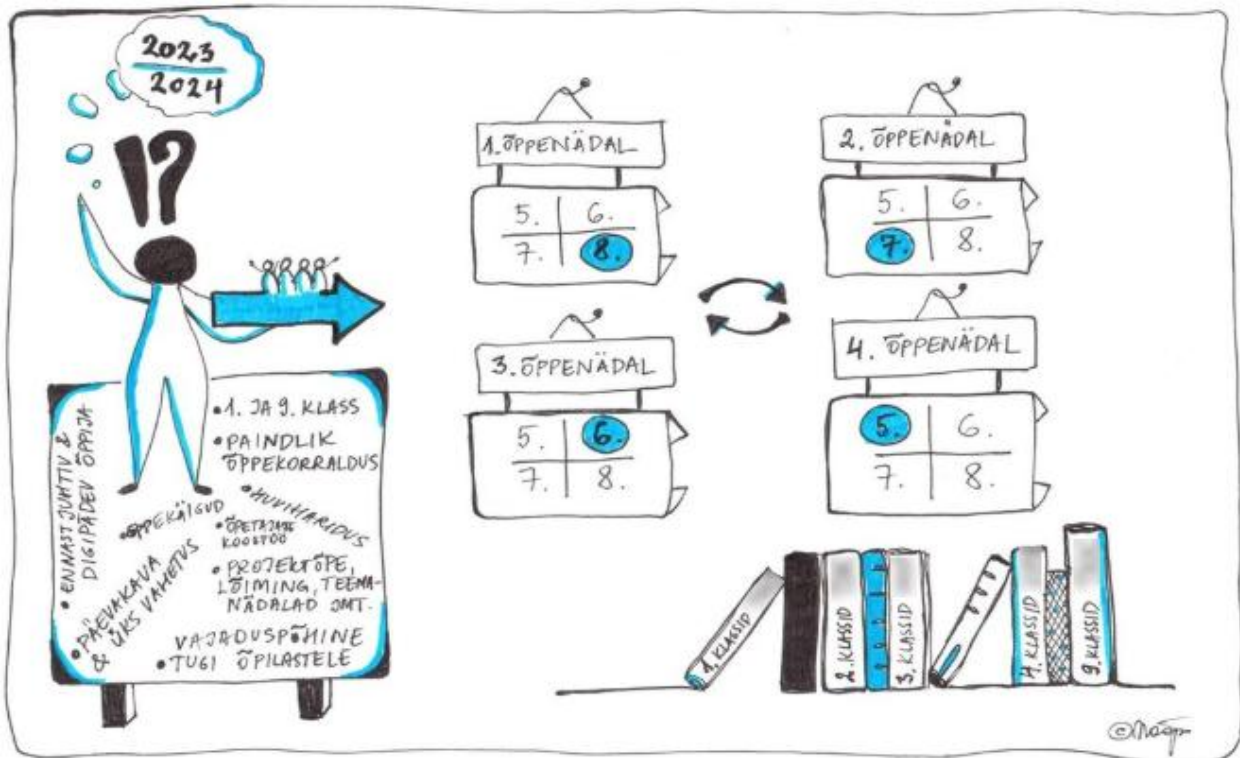 2023
2024
!?
1. ÕPPENÄDAL
5. 6.
7. 8.
2. ÕPPENÄDAL
5. 6.
7. 8.
3. ÕPPENÄDAL
5. 6.
7. 8.
4. ÕPPENÄDAL
5. 6.
7. 8.
• ENNASTJUHTIV &
DIGIPÄDEV ÕPPIJA
• 1. JA 9. KLASS
• PAINDLIK
ÕPPEKORRALDUS
• HUVIHARIDUS
• ÕPPEKÄIGUD
• ÕPETAJATE
KOOSTÖÖ
• PROJEKTÕPE,
LÕIMING, TEEMA-
NÄDALAD JMT.
• PÄEVAKAVA
& ÜKS VAHETUS
VAJADUSPÕHINE
• TUGI ÕPILASTELE
1. KLASSID
2. KLASSID
3. KLASSID
4. KLASSID
9. KLASSID